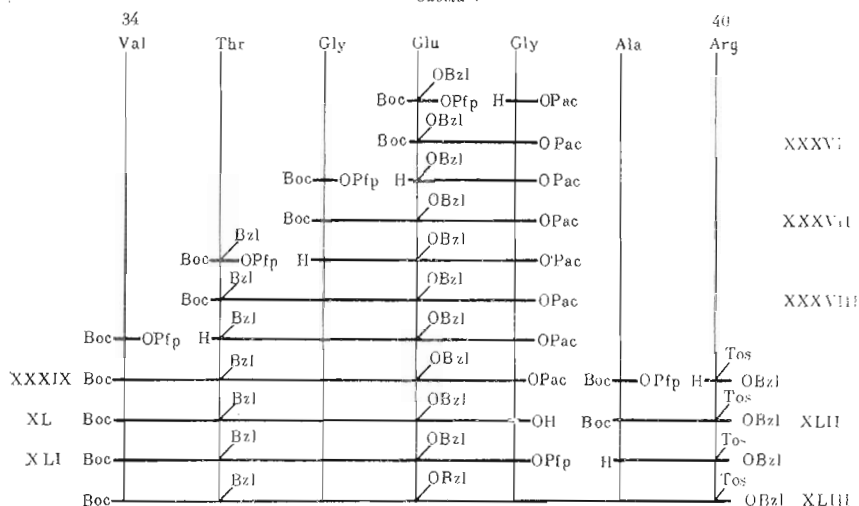 34 40
Val Thr Gly Glu Gly Ala Arg
OBzl
Boc OPfp H OPac
OBzl
Boc OPac XXXVI
OBzl
Boc OPfp H OPac
OBzl
Boc OPac XXXVII
Bzl OBzl
Boc OPfp H OPac
Bzl OBzl
Boc OPac XXXVIII
Bzl OBzl
Boc OPfp H OPac
Bzl OBzl Tos
XXXIX Boc OPac Boc OPfp H OBzl
Bzl OBzl Tos
XL Boc OH Boc OBzl XLII
Bzl OBzl Tos
XLI Boc OPfp H OBzl
Bzl OBzl Tos
Boc OBzl XLIII